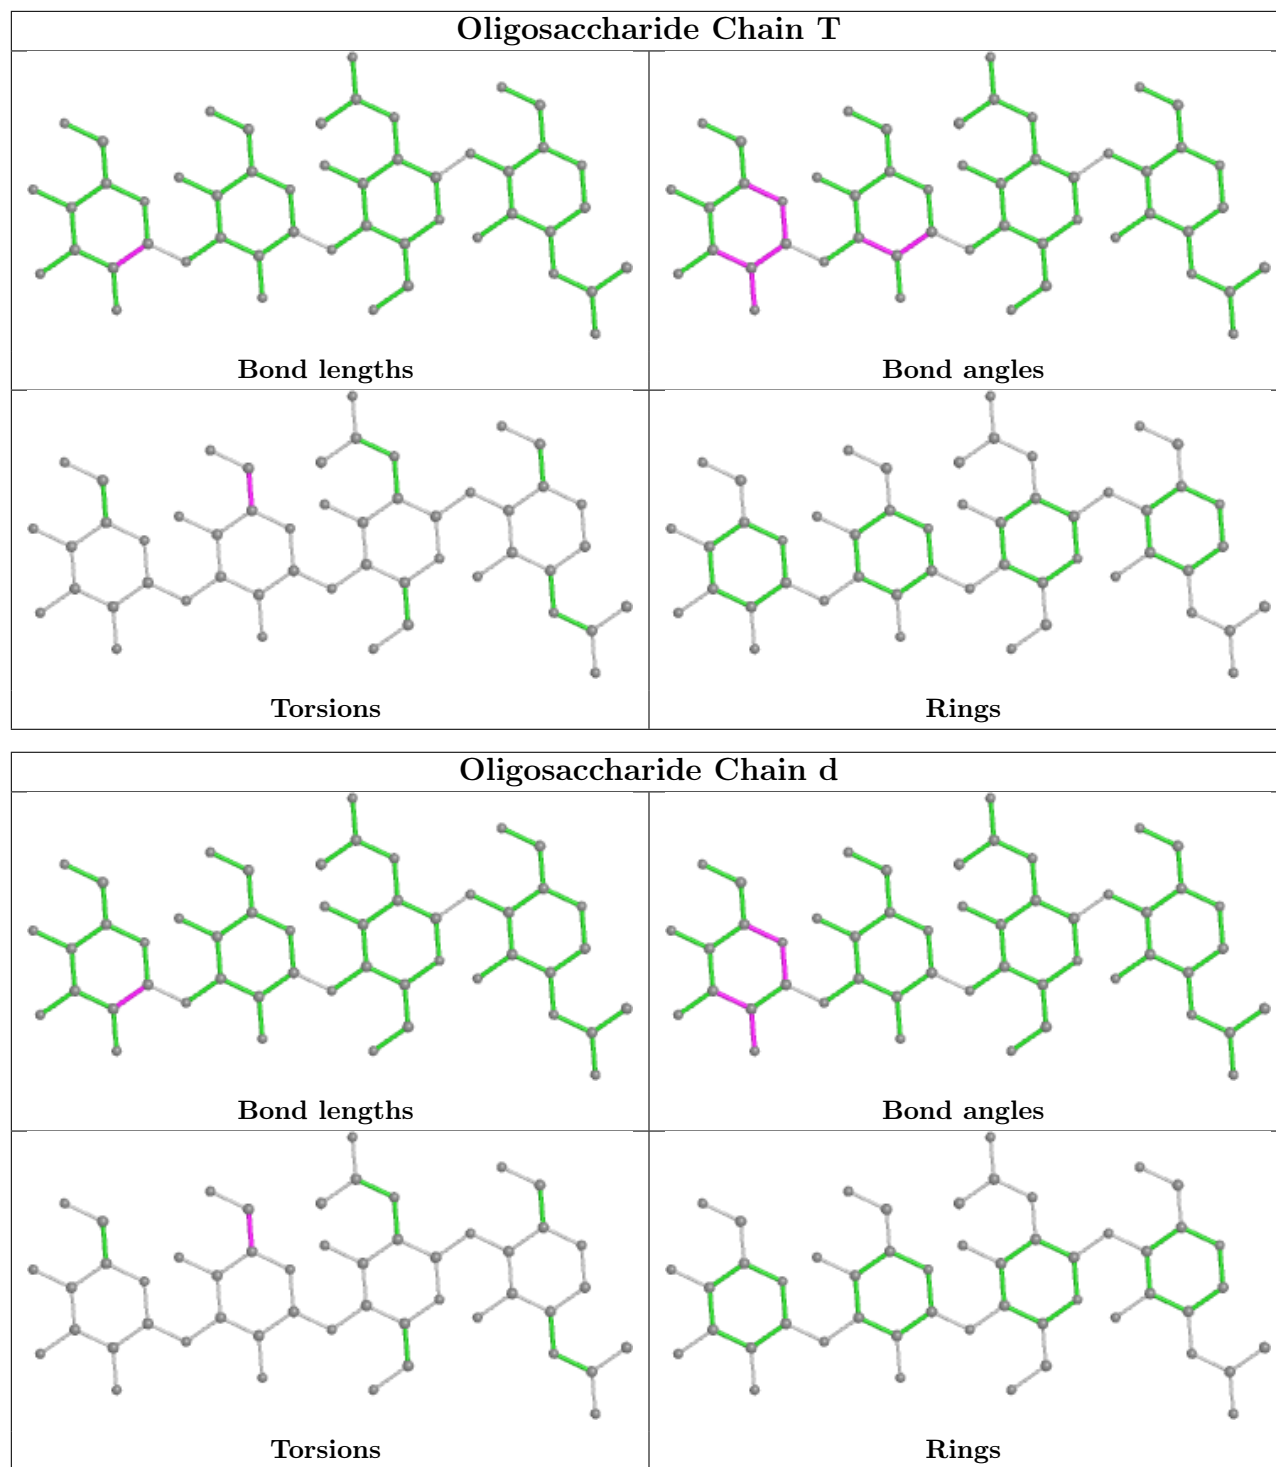 Oligosaccharide Chain T
Bond lengths
Bond angles
Torsions
Rings
Oligosaccharide Chain d
Bond lengths
Bond angles
Torsions
Rings